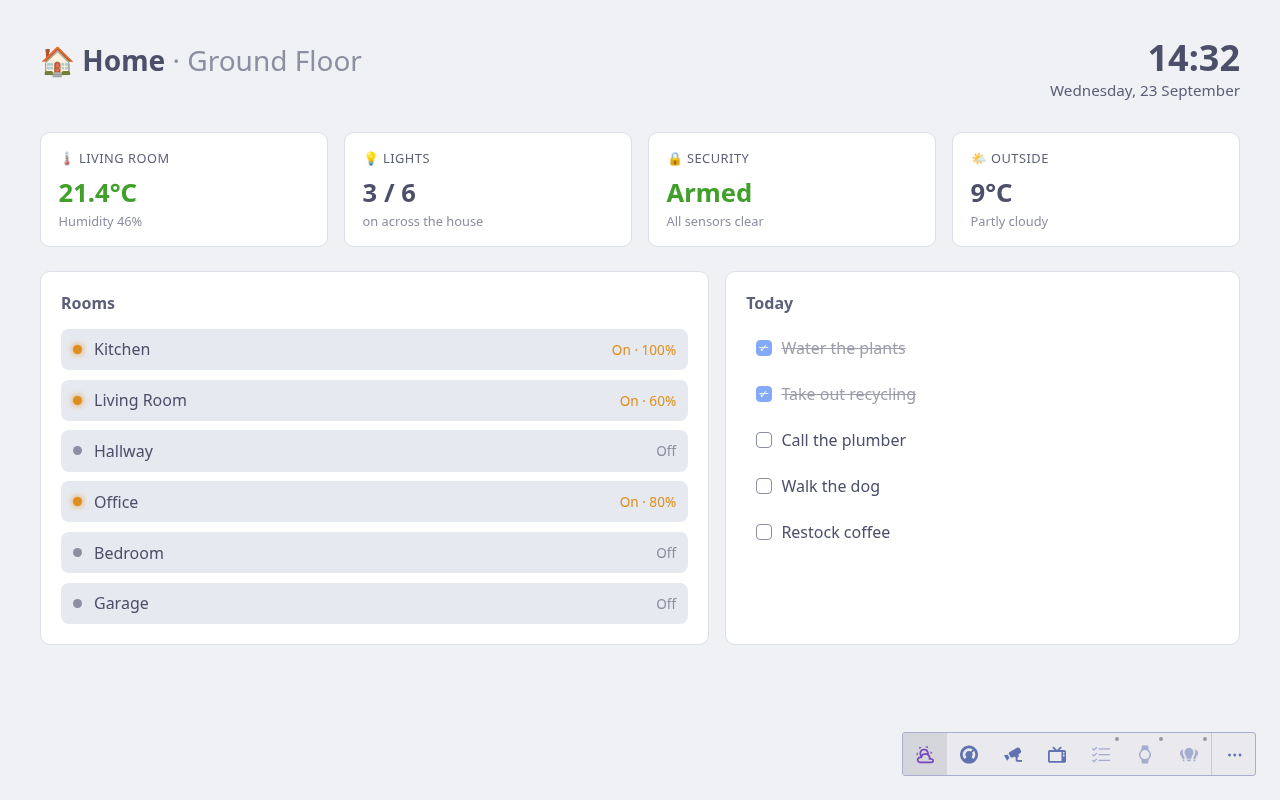 🏠 Home · Ground Floor
14:32
Wednesday, 23 September
🌡️ LIVING ROOM
21.4°C
Humidity 46%
💡 LIGHTS
3 / 6
on across the house
🔒 SECURITY
Armed
All sensors clear
🌤️ OUTSIDE
9°C
Partly cloudy
Rooms
Kitchen On · 100%
Living Room On · 60%
Hallway Off
Office On · 80%
Bedroom Off
Garage Off
Today
Water the plants
Take out recycling
Call the plumber
Walk the dog
Restock coffee